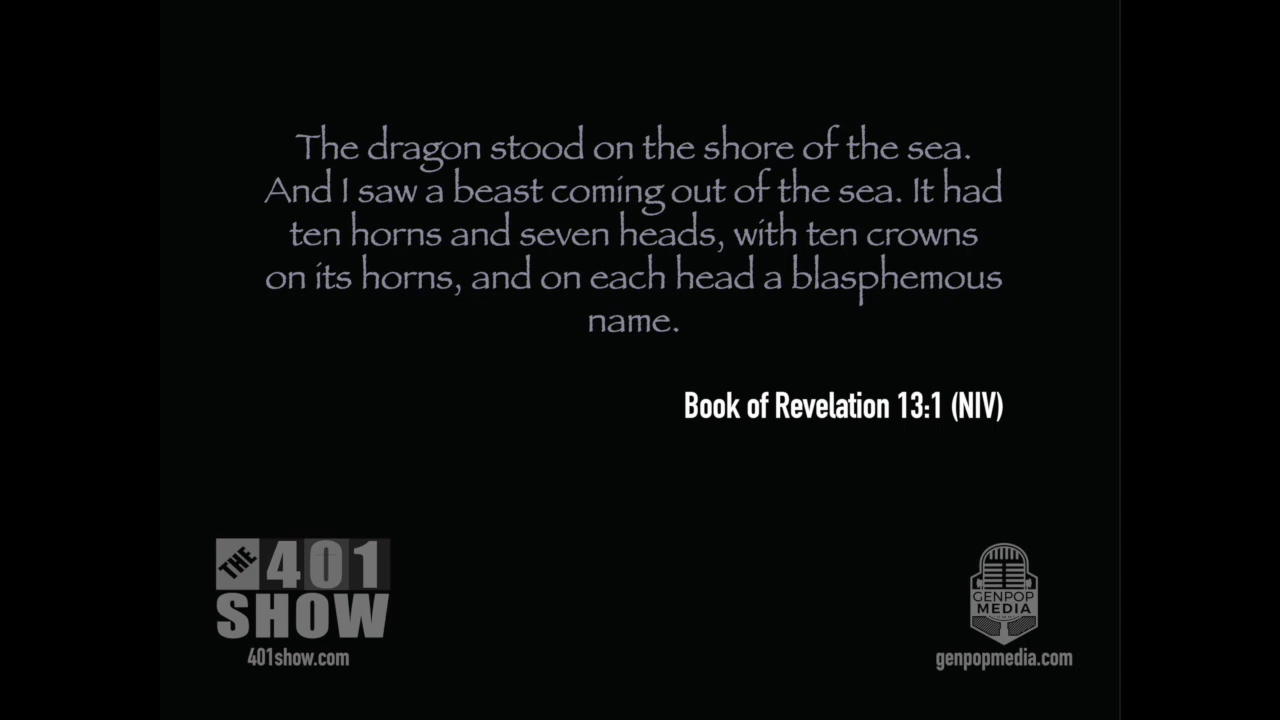 The dragon stood on the shore of the sea.
And I saw a beast coming out of the sea. It had
ten horns and seven heads, with ten crowns
on its horns, and on each head a blasphemous
name.
Book of Revelation 13:1 (NIV)
THE 401
SHOW
401show.com
GENPOP
MEDIA
genpopmedia.com